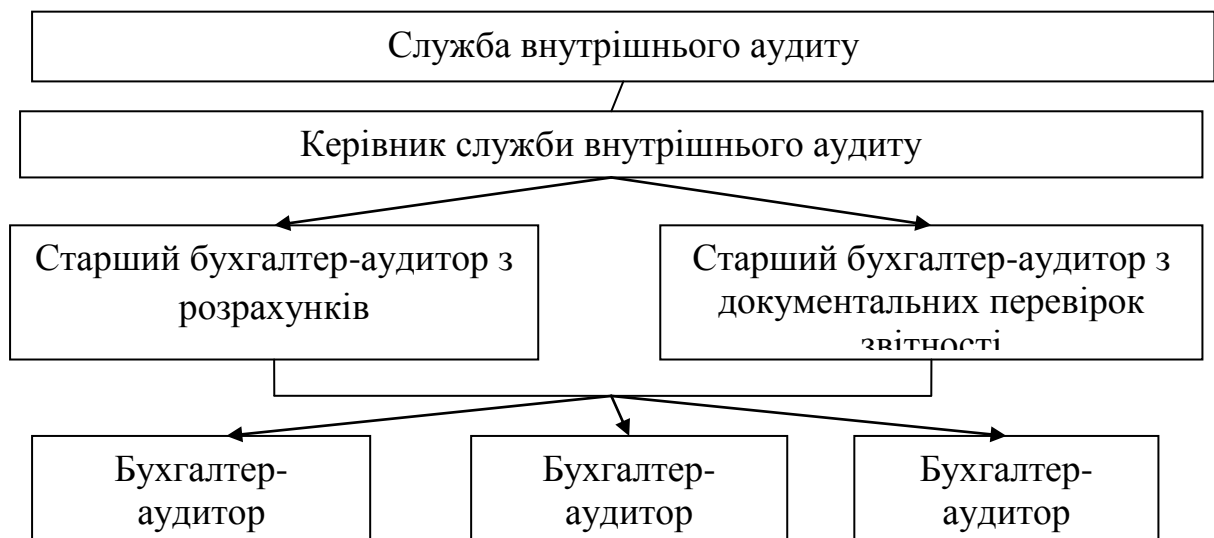 Служба внутрішнього аудиту
Керівник служби внутрішнього аудиту
Старший бухгалтер-аудитор з
розрахунків
Старший бухгалтер-аудитор з
документальних перевірок
звітності
Бухгалтер-
аудитор
Бухгалтер-
аудитор
Бухгалтер-
аудитор